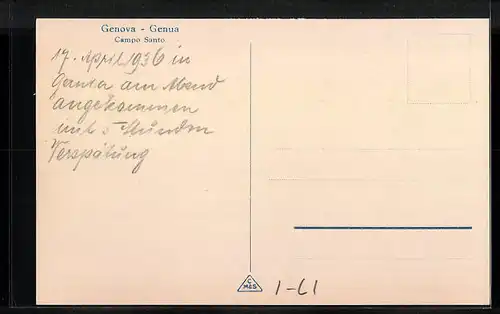 Genova - Genua
Campo Santo
17. April 1936 in
Genua am Abend
angekommen
mit 5 Stunden
Verspätung
C
M&S
1-61